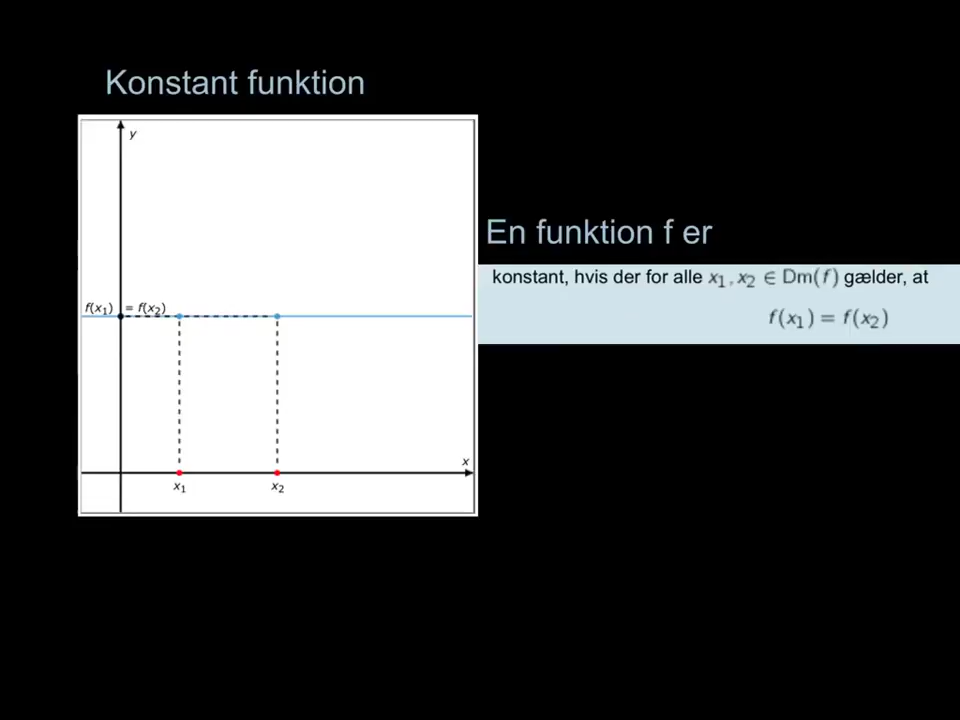 Konstant funktion
y
f(x₁) = f(x₂)
x
x₁ x₂
En funktion f er
konstant, hvis der for alle x₁, x₂ ∈ Dm(f) gælder, at
f(x₁) = f(x₂)